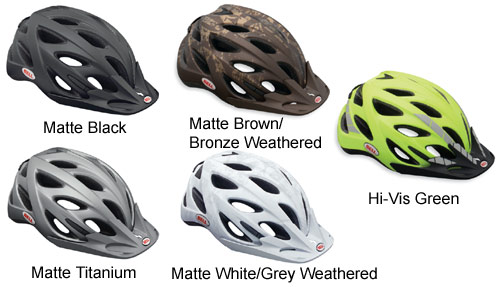 Matte Black
Matte Brown/
Bronze Weathered
Hi-Vis Green
Matte Titanium
Matte White/Grey Weathered